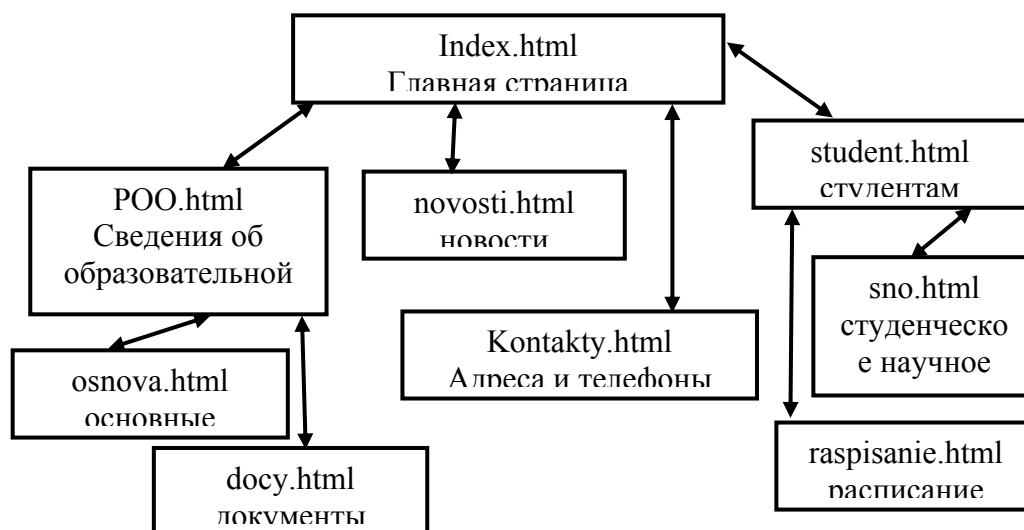 Index.html
Главная страница
student.html
студентам
POO.html
Сведения об
образовательной
novosti.html
новости
sno.html
студенческо
е научное
Kontakty.html
Адреса и телефоны
osnova.html
основные
raspisanie.html
расписание
docy.html
документы